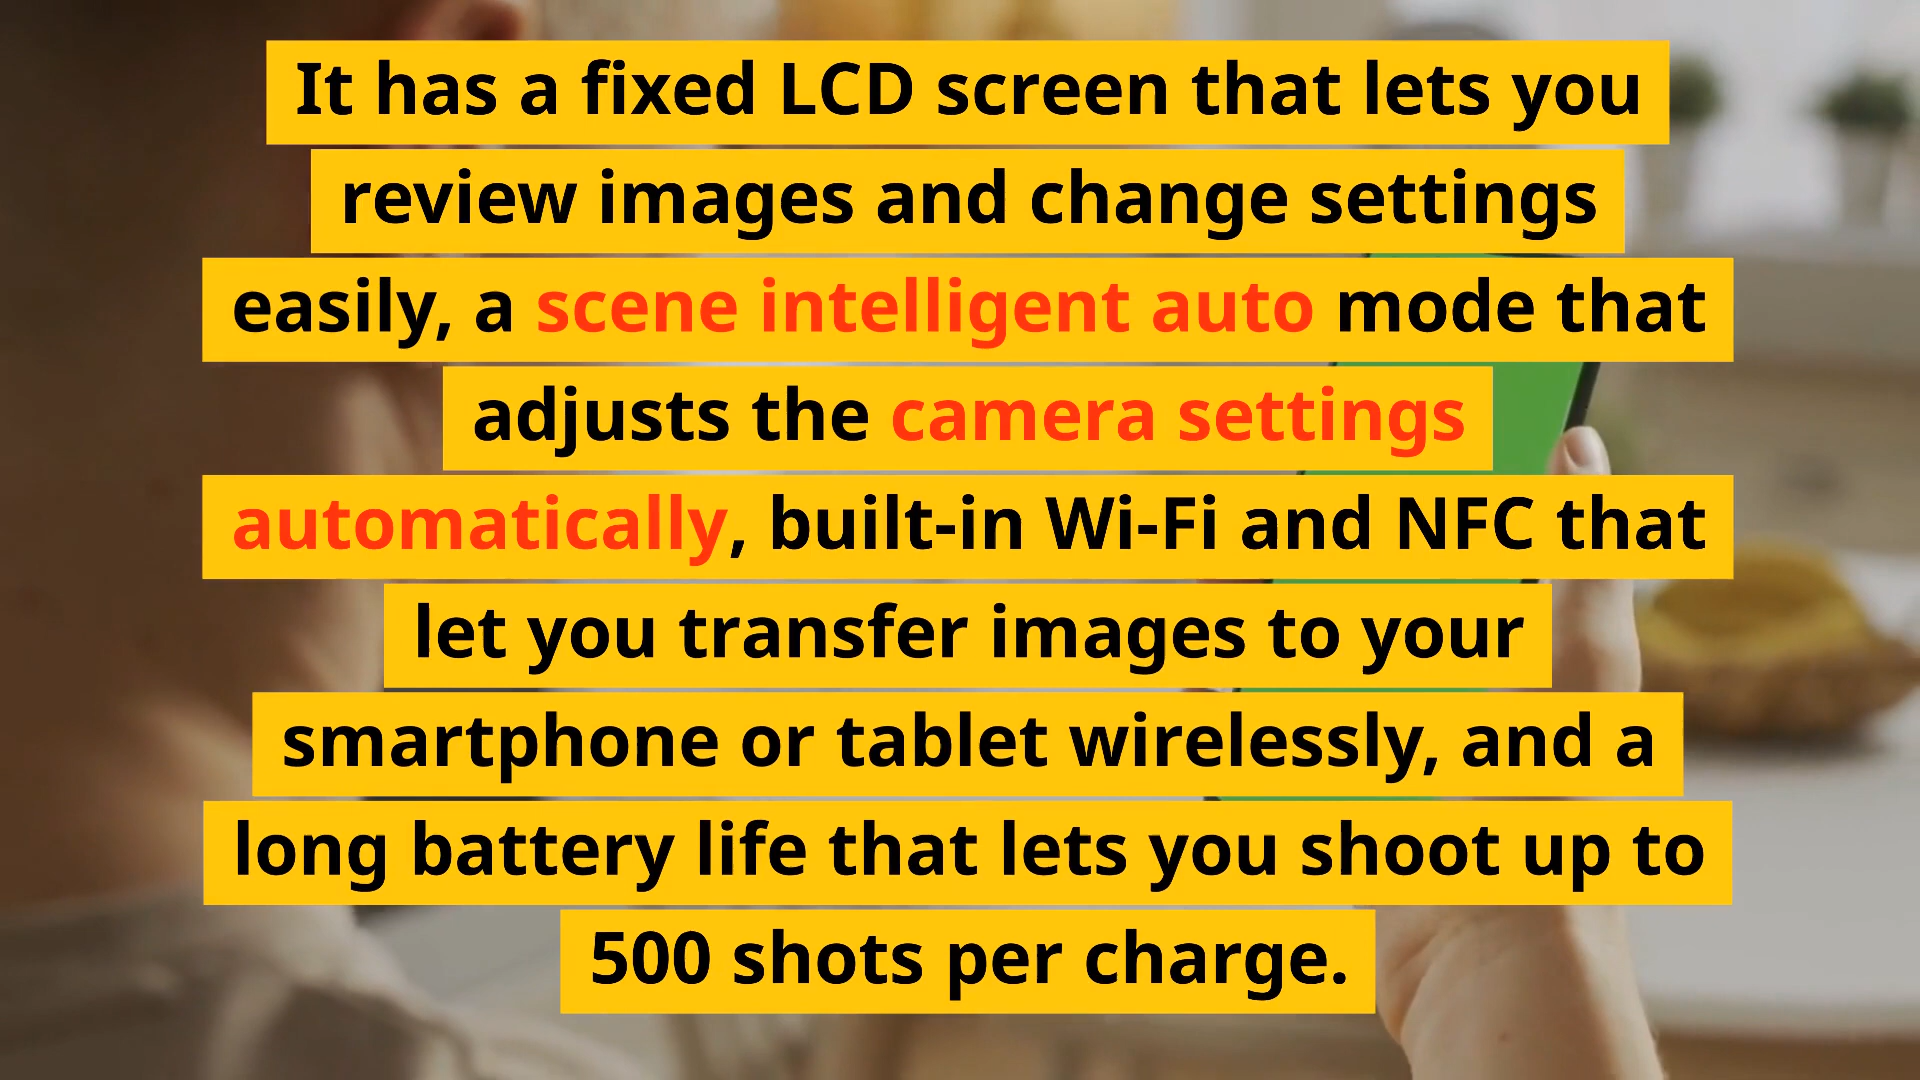 It has a fixed LCD screen that lets you
review images and change settings
easily, a scene intelligent auto mode that
adjusts the camera settings
automatically, built-in Wi-Fi and NFC that
let you transfer images to your
smartphone or tablet wirelessly, and a
long battery life that lets you shoot up to
500 shots per charge.